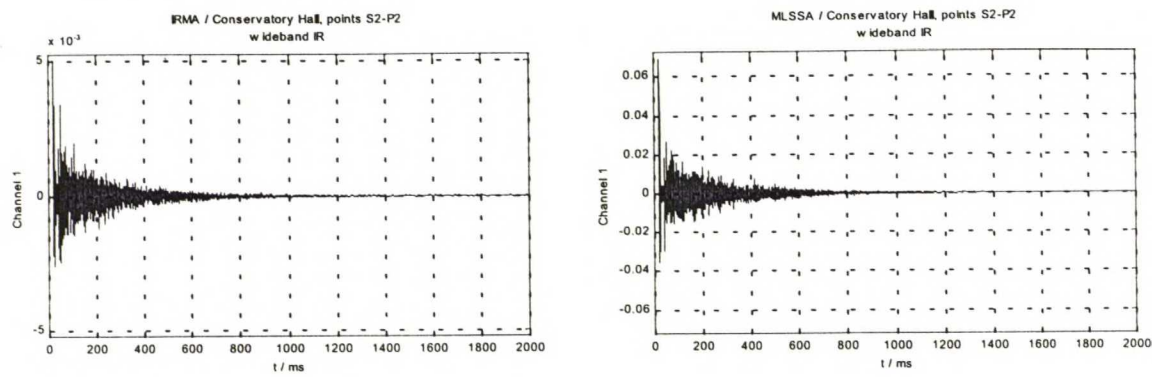 IRMA / Conservatory Hall, points S2-P2
wideband IR
x 10⁻³
5
0
-5
Channel 1
0 200 400 600 800 1000 1200 1400 1600 1800 2000
t / ms
MLSSA / Conservatory Hall, points S2-P2
wideband IR
0.06
0.04
0.02
0
-0.02
-0.04
-0.06
Channel 1
0 200 400 600 800 1000 1200 1400 1600 1800 2000
t / ms